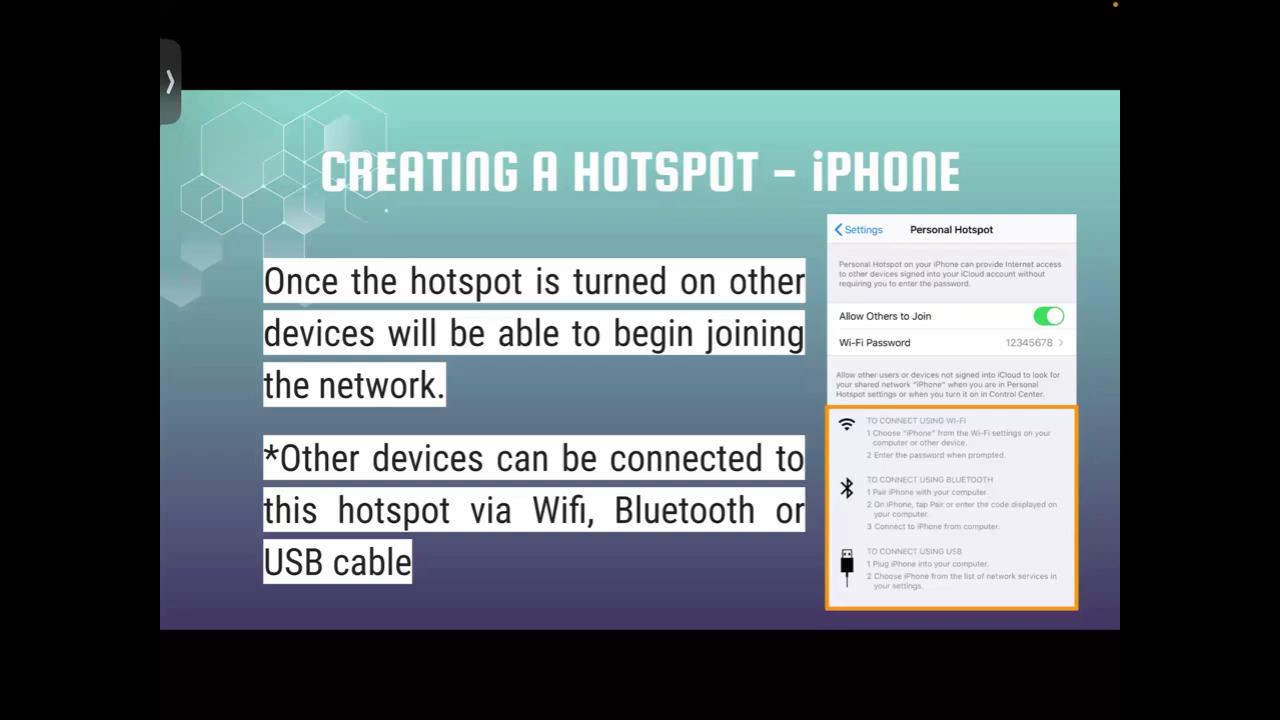 CREATING A HOTSPOT – iPHONE
Once the hotspot is turned on other
devices will be able to begin joining
the network.
*Other devices can be connected to
this hotspot via Wifi, Bluetooth or
USB cable
Settings
Personal Hotspot
Personal Hotspot on your iPhone can provide Internet access
to other devices signed into your iCloud account without
requiring you to enter the password.
Allow Others to Join
Wi-Fi Password 12345678
Allow other users or devices not signed into iCloud to look for
your shared network "iPhone" when you are in Personal
Hotspot settings or when you turn it on in Control Center.
TO CONNECT USING WI-FI
1 Choose "iPhone" from the Wi-Fi settings on your
computer or other device.
2 Enter the password when prompted.
TO CONNECT USING BLUETOOTH
1 Pair iPhone with your computer.
2 On iPhone, tap Pair or enter the code displayed on
your computer.
3 Connect to iPhone from computer.
TO CONNECT USING USB
1 Plug iPhone into your computer.
2 Choose iPhone from the list of network services in
your settings.